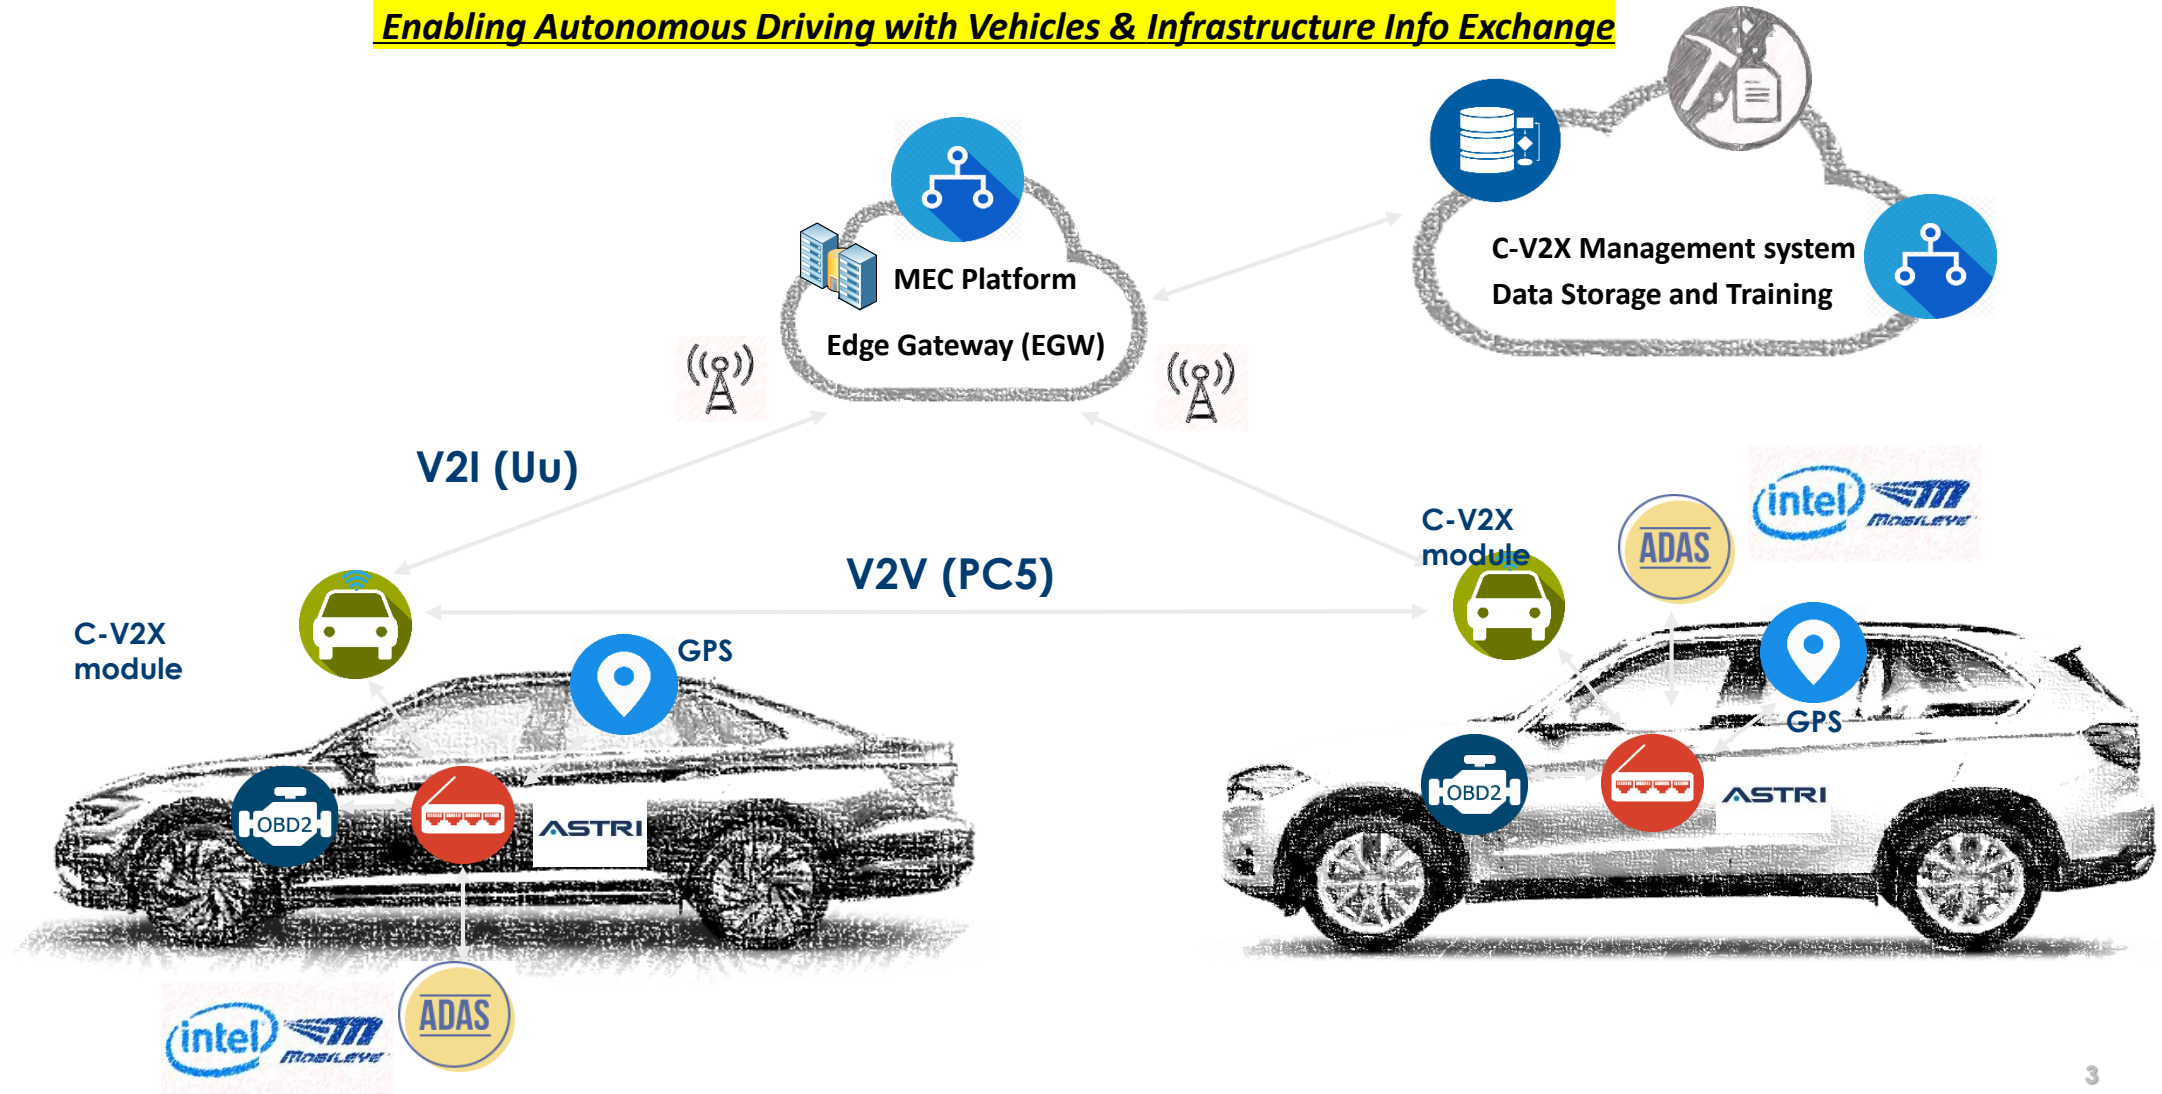 Enabling Autonomous Driving with Vehicles & Infrastructure Info Exchange
MEC Platform
Edge Gateway (EGW)
C-V2X Management system
Data Storage and Training
V2I (Uu)
V2V (PC5)
C-V2X
module
GPS
OBD2
ASTRI
intel
MOBILEYE
ADAS
C-V2X
module
ADAS
intel
MOBILEYE
GPS
OBD2
ASTRI
3